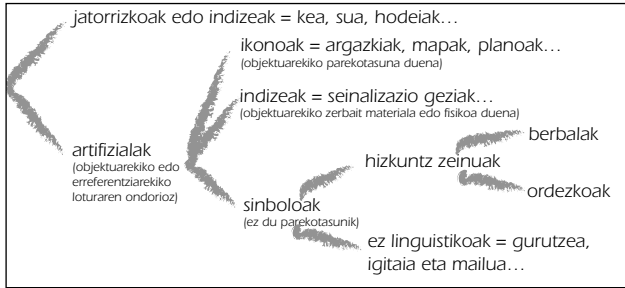 jatorrizkoak edo indizeak = kea, sua, hodeiak...
ikonoak = argazkiak, mapak, planoak...
(objektuarekiko parekotasuna duena)
indizeak = seinalizazio geziak...
(objektuarekiko zerbait materiala edo fisikoa duena)
artifizialak
(objektuarekiko edo
erreferentziarekiko
loturaren ondorioz)
sinboloak
(ez du parekotasunik)
hizkuntz zeinuak
berbalak
ordezkoak
ez linguistikoak = gurutzea,
igitaia eta mailua...